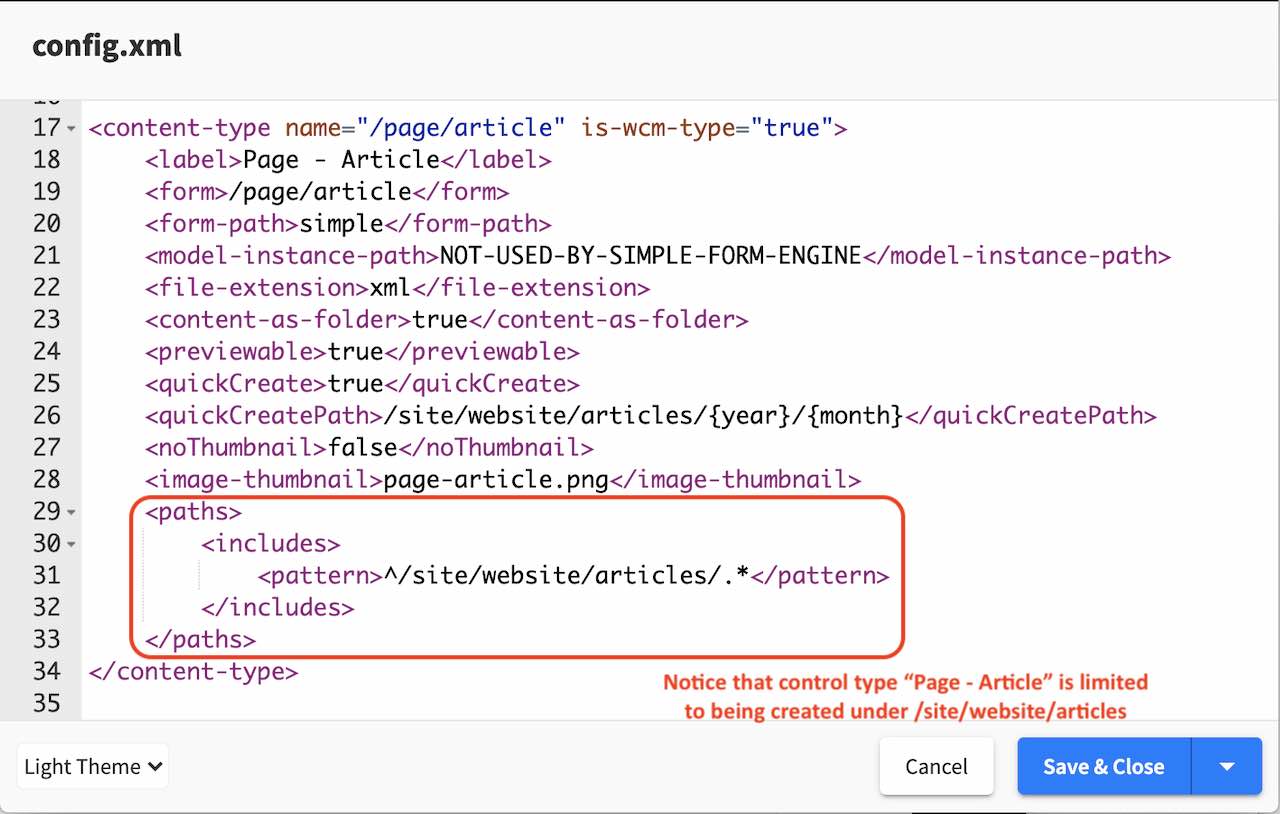 config.xml
17 <content-type name="/page/article" is-wcm-type="true">
18 <label>Page - Article</label>
19 <form>/page/article</form>
20 <form-path>simple</form-path>
21 <model-instance-path>NOT-USED-BY-SIMPLE-FORM-ENGINE</model-instance-path>
22 <file-extension>xml</file-extension>
23 <content-as-folder>true</content-as-folder>
24 <previewable>true</previewable>
25 <quickCreate>true</quickCreate>
26 <quickCreatePath>/site/website/articles/{year}/{month}</quickCreatePath>
27 <noThumbnail>false</noThumbnail>
28 <image-thumbnail>page-article.png</image-thumbnail>
29 <paths>
30 <includes>
31 <pattern>^/site/website/articles/.*</pattern>
32 </includes>
33 </paths>
34 </content-type>
Notice that control type “Page - Article” is limited
35
to being created under /site/website/articles
Light Theme
Cancel
Save & Close